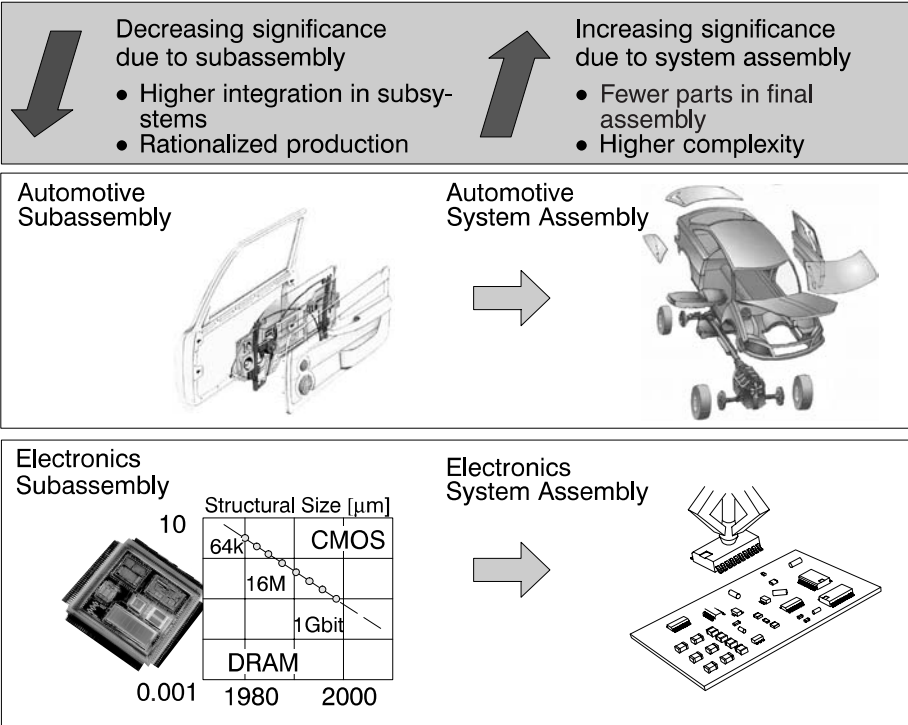 Decreasing significance
due to subassembly
• Higher integration in subsy-
stems
• Rationalized production
Increasing significance
due to system assembly
• Fewer parts in final
assembly
• Higher complexity
Automotive
Subassembly
Automotive
System Assembly
Electronics
Subassembly
Structural Size [µm]
10
64k
CMOS
16M
1Gbit
DRAM
0.001
1980
2000
Electronics
System Assembly